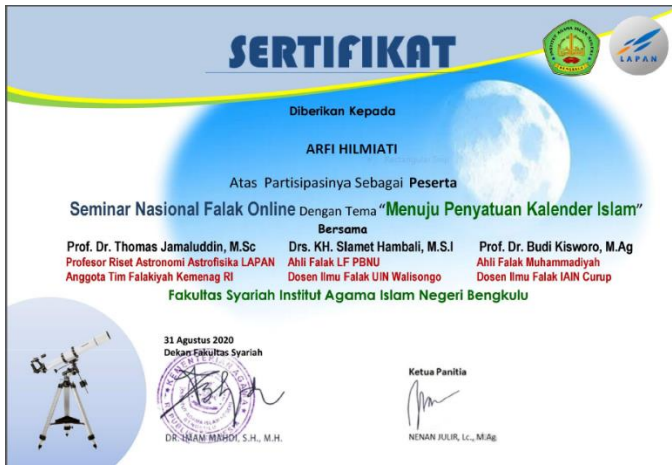 SERTIFIKAT
LAPAN
Diberikan Kepada
ARFI HILMIATI
Atas Partisipasinya Sebagai Peserta
Seminar Nasional Falak Online Dengan Tema "Menuju Penyatuan Kalender Islam"
Bersama
Prof. Dr. Thomas Jamaluddin, M.Sc
Profesor Riset Astronomi Astrofisika LAPAN
Anggota Tim Falakiyah Kemenag RI
Drs. KH. Slamet Hambali, M.S.I
Ahli Falak LF PBNU
Dosen Ilmu Falak UIN Walisongo
Prof. Dr. Budi Kisworo, M.Ag
Ahli Falak Muhammadiyah
Dosen Ilmu Falak IAIN Curup
Fakultas Syariah Institut Agama Islam Negeri Bengkulu
31 Agustus 2020
Dekan Fakultas Syariah
DR. IMAM MAHDI, S.H., M.H.
Ketua Panitia
NENAN JULIR, Lc., M.Ag